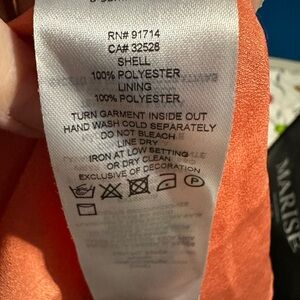 RN# 91714
CA# 32528
SHELL
100% POLYESTER
LINING
100% POLYESTER
TURN GARMENT INSIDE OUT
HAND WASH COLD SEPARATELY
DO NOT BLEACH
LINE DRY
IRON AT LOW SETTING
OR DRY CLEAN
EXCLUSIVE OF DECORATION
P
MARISE